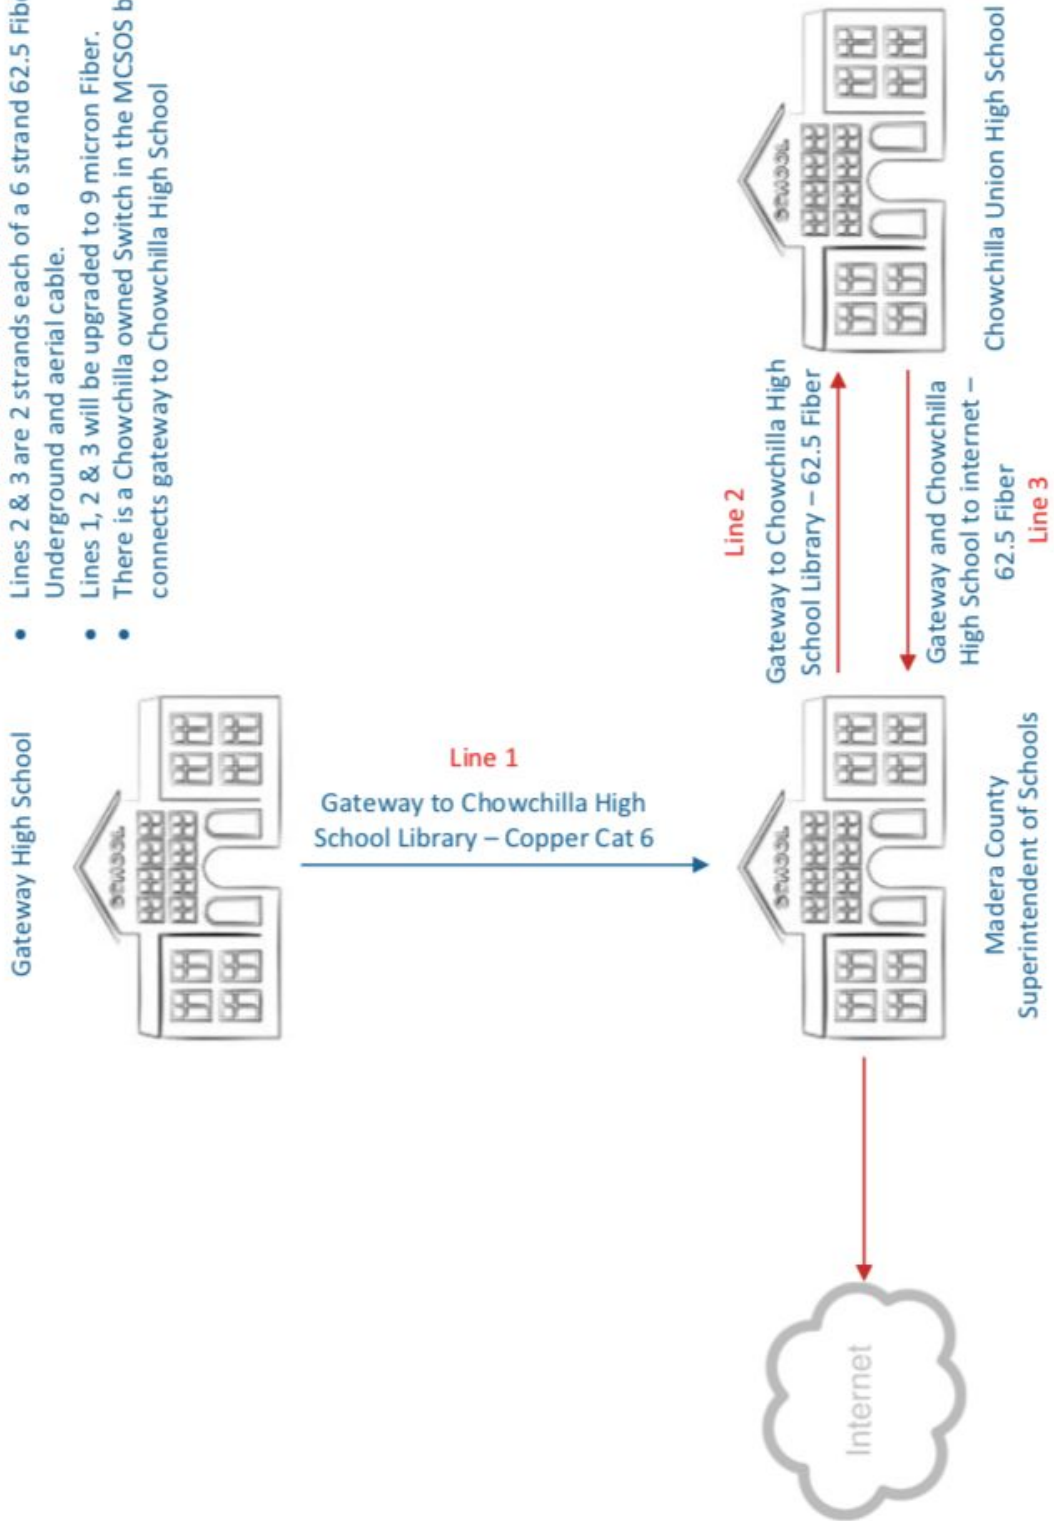 Gateway High School
• Lines 2 & 3 are 2 strands each of a 6 strand 62.5
Underground and aerial cable.
• Lines 1, 2 & 3 will be upgraded to 9 micron Fiber.
• There is a Chowchilla owned Switch in the MCSOS
connects gateway to Chowchilla High School
SCHOOL
Line 1
Gateway to Chowchilla High
School Library – Copper Cat 6
Internet
SCHOOL
Madera County
Superintendent of Schools
Line 2
Gateway to Chowchilla High
School Library – 62.5 Fiber
Gateway and Chowchilla
High School to internet –
62.5 Fiber
Line 3
SCHOOL
Chowchilla Union High School